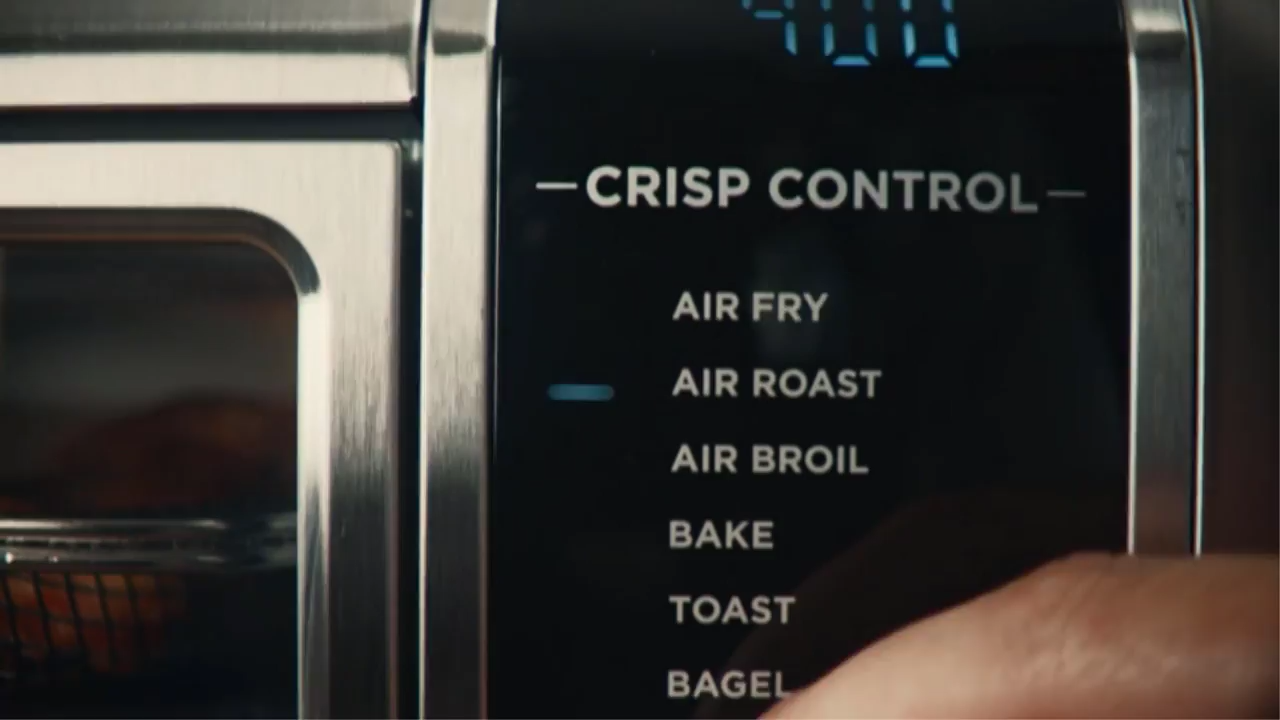 400
CRISP CONTROL
AIR FRY
AIR ROAST
AIR BROIL
BAKE
TOAST
BAGEL